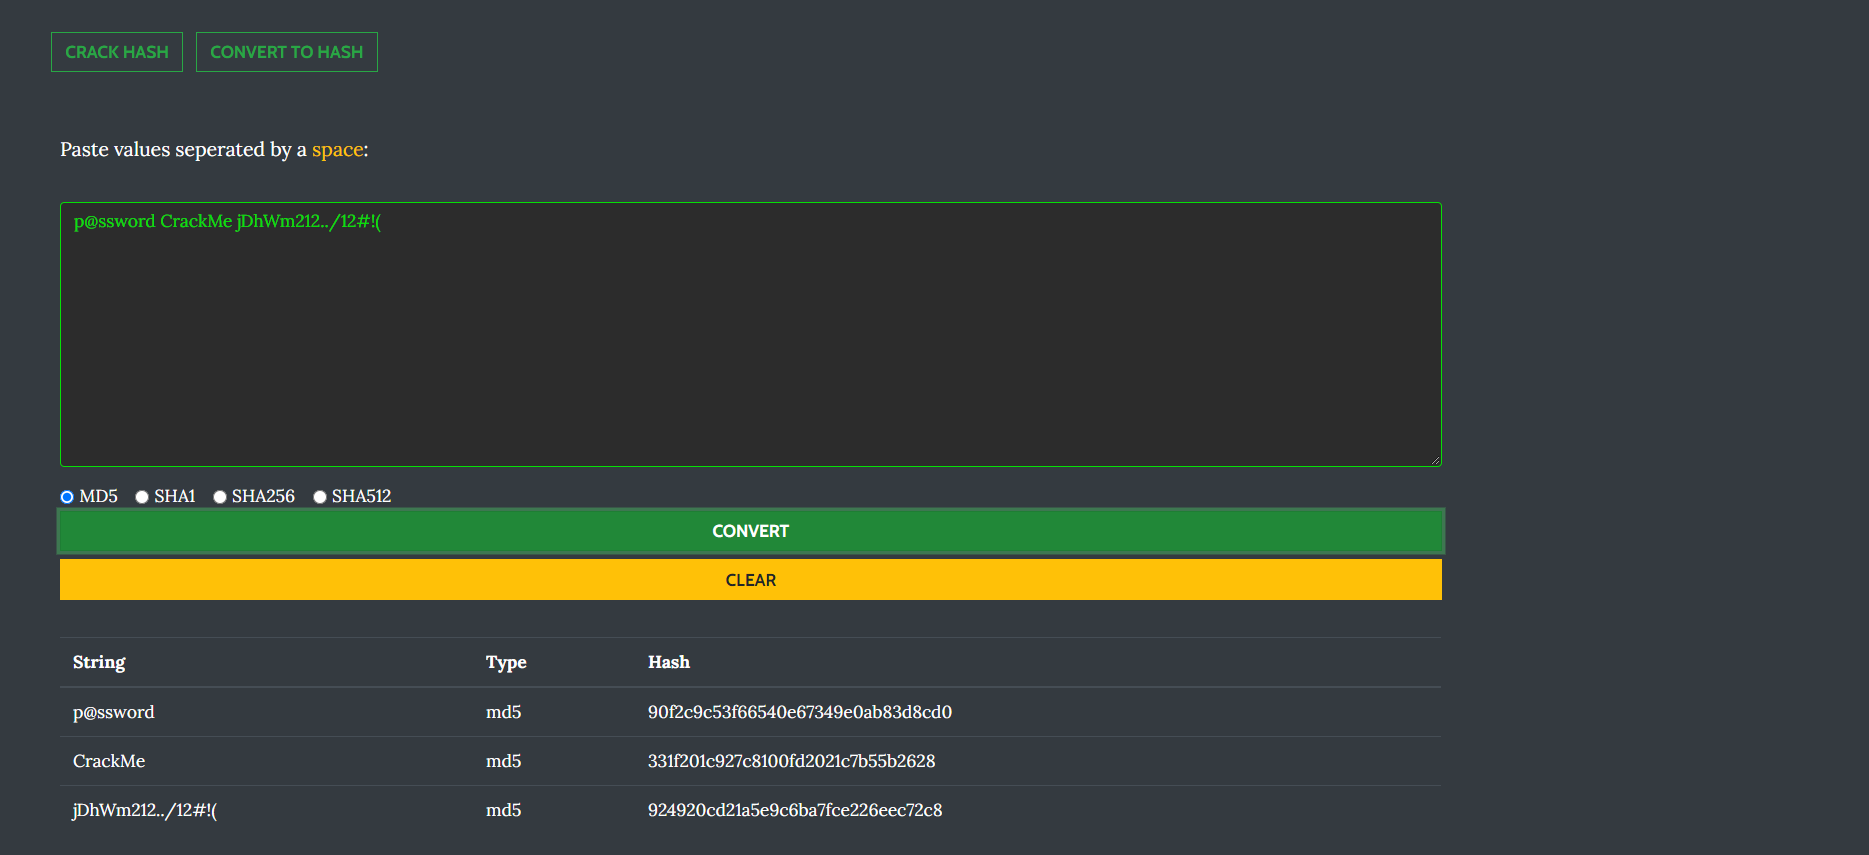 CRACK HASH CONVERT TO HASH
Paste values seperated by a space:
p@ssword CrackMe jDhWm212../12#!(
MD5 SHA1 SHA256 SHA512
CONVERT
CLEAR
String Type Hash
p@ssword md5 90f2c9c53f66540e67349e0ab83d8cd0
CrackMe md5 331f201c927c8100fd2021c7b55b2628
jDhWm212../12#!( md5 924920cd21a5e9c6ba7fce226eec72c8